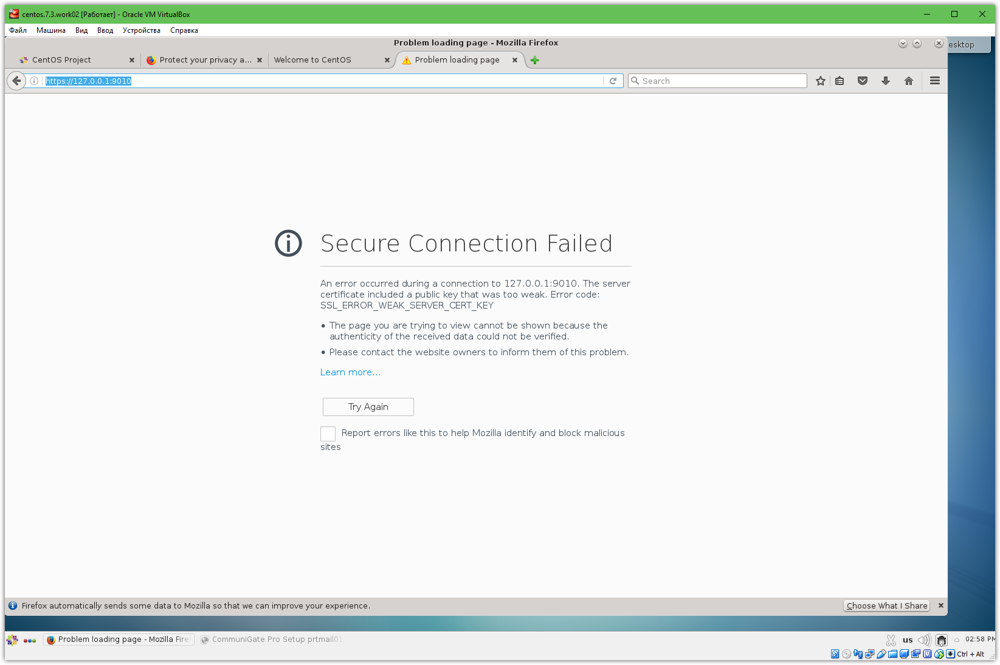 centos.7.3.work02 [Работает] - Oracle VM VirtualBox
Файл Машина Вид Ввод Устройства Справка
Problem loading page - Mozilla Firefox
esktop
CentOS Project Protect your privacy a... Welcome to CentOS Problem loading page
https://127.0.0.1:9010 Search
Secure Connection Failed
An error occurred during a connection to 127.0.0.1:9010. The server
certificate included a public key that was too weak. Error code:
SSL_ERROR_WEAK_SERVER_CERT_KEY
• The page you are trying to view cannot be shown because the
authenticity of the received data could not be verified.
• Please contact the website owners to inform them of this problem.
Learn more...
Try Again
Report errors like this to help Mozilla identify and block malicious
sites
Firefox automatically sends some data to Mozilla so that we can improve your experience. Choose What I Share
Problem loading page - Mozilla Firef CommuniGate Pro Setup prtmail01 us 02:58 PM
Ctrl + Alt